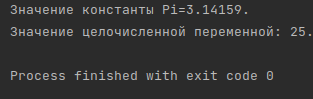 Значение константы Pi=3.14159.
Значение целочисленной переменной: 25.
Process finished with exit code 0